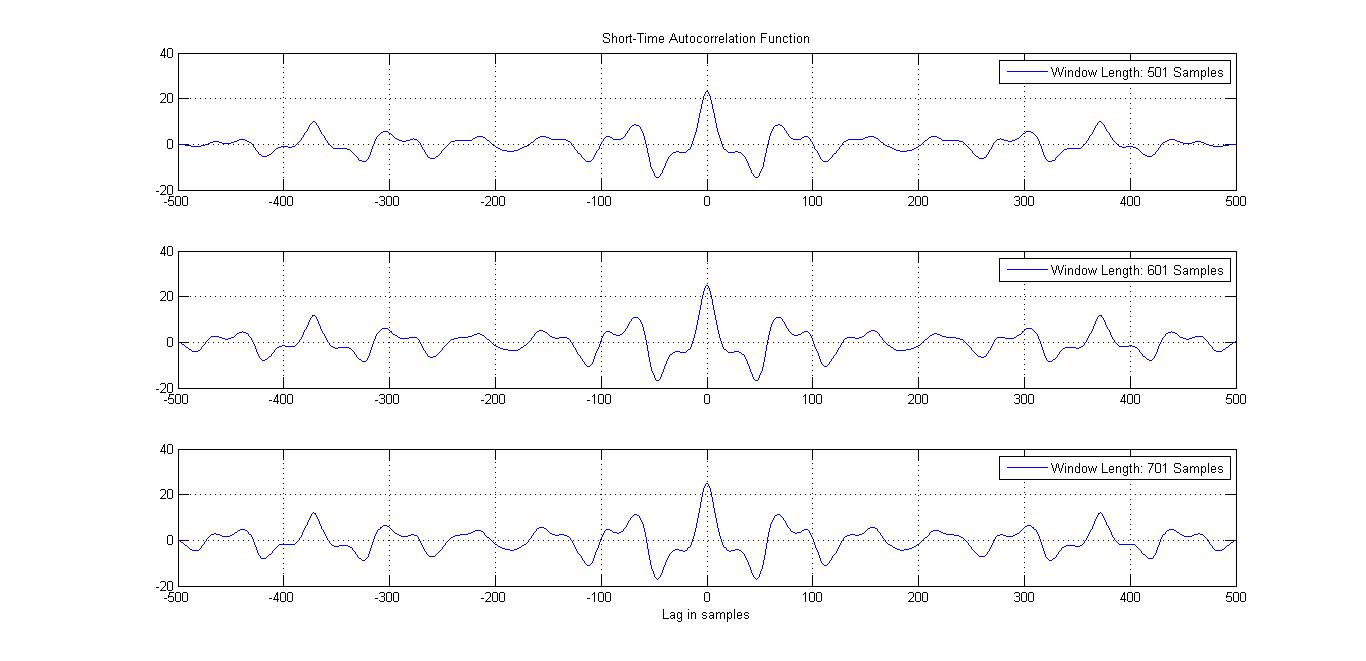 Short-Time Autocorrelation Function
40
20
0
-20
Window Length: 501 Samples
-500 -400 -300 -200 -100 0 100 200 300 400 500
40
20
0
-20
Window Length: 601 Samples
-500 -400 -300 -200 -100 0 100 200 300 400 500
40
20
0
-20
Window Length: 701 Samples
-500 -400 -300 -200 -100 0 100 200 300 400 500
Lag in samples